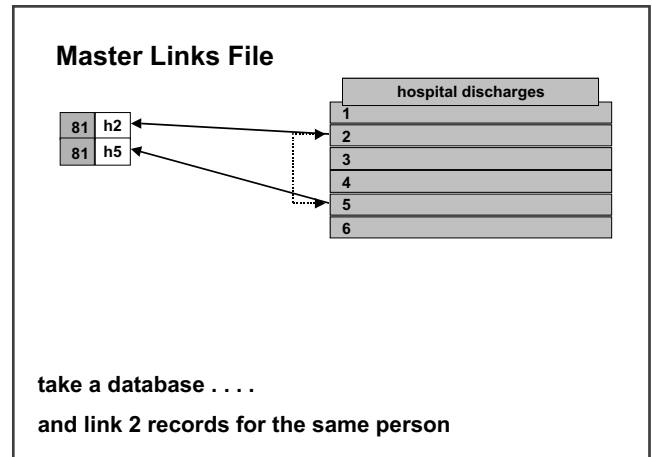 Master Links File
hospital discharges
1
81 h2
2
81 h5
3
4
5
6
take a database . . . .
and link 2 records for the same person